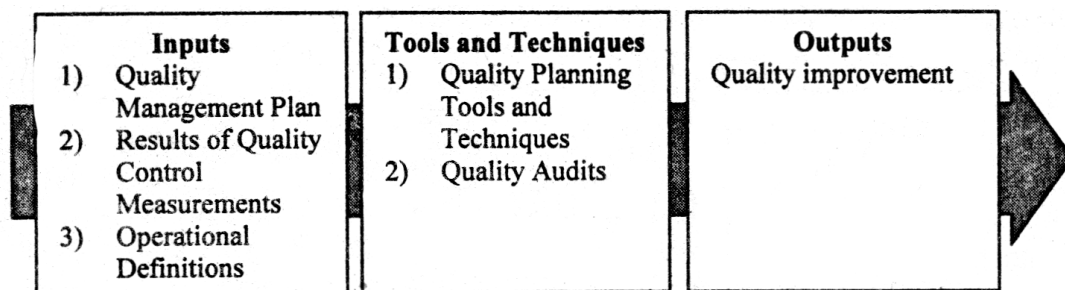 Inputs
1) Quality
Management Plan
2) Results of Quality
Control
Measurements
3) Operational
Definitions
Tools and Techniques
1) Quality Planning
Tools and
Techniques
2) Quality Audits
Outputs
Quality improvement